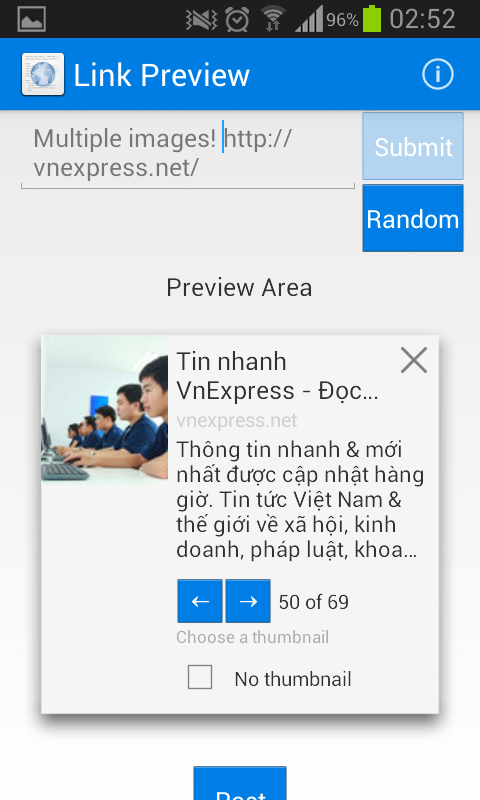 96% 02:52
Link Preview
Multiple images! http://
vnexpress.net/
Submit
Random
Preview Area
Tin nhanh
VnExpress - Đọc...
vnexpress.net
Thông tin nhanh & mới
nhất được cập nhật hàng
giờ. Tin tức Việt Nam &
thế giới về xã hội, kinh
doanh, pháp luật, khoa...
← → 50 of 69
Choose a thumbnail
No thumbnail
Post